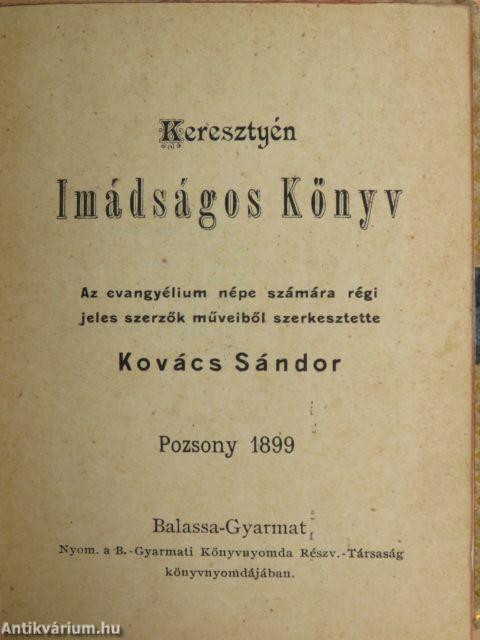 Keresztyén
Imádságos Könyv
Az evangyélium népe számára régi
jeles szerzők műveiből szerkesztette
Kovács Sándor
Pozsony 1899
Balassa-Gyarmat
Nyom. a B.-Gyarmati Könyvnyomda Részv.-Társaság
könyvnyomdájában.
Antikvárium.hu